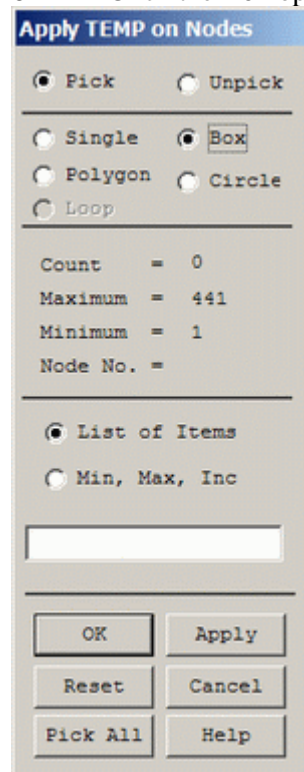 Apply TEMP on Nodes
Pick Unpick
Single Box
Polygon Circle
Loop
Count = 0
Maximum = 441
Minimum = 1
Node No. =
List of Items
Min, Max, Inc
OK Apply
Reset Cancel
Pick All Help